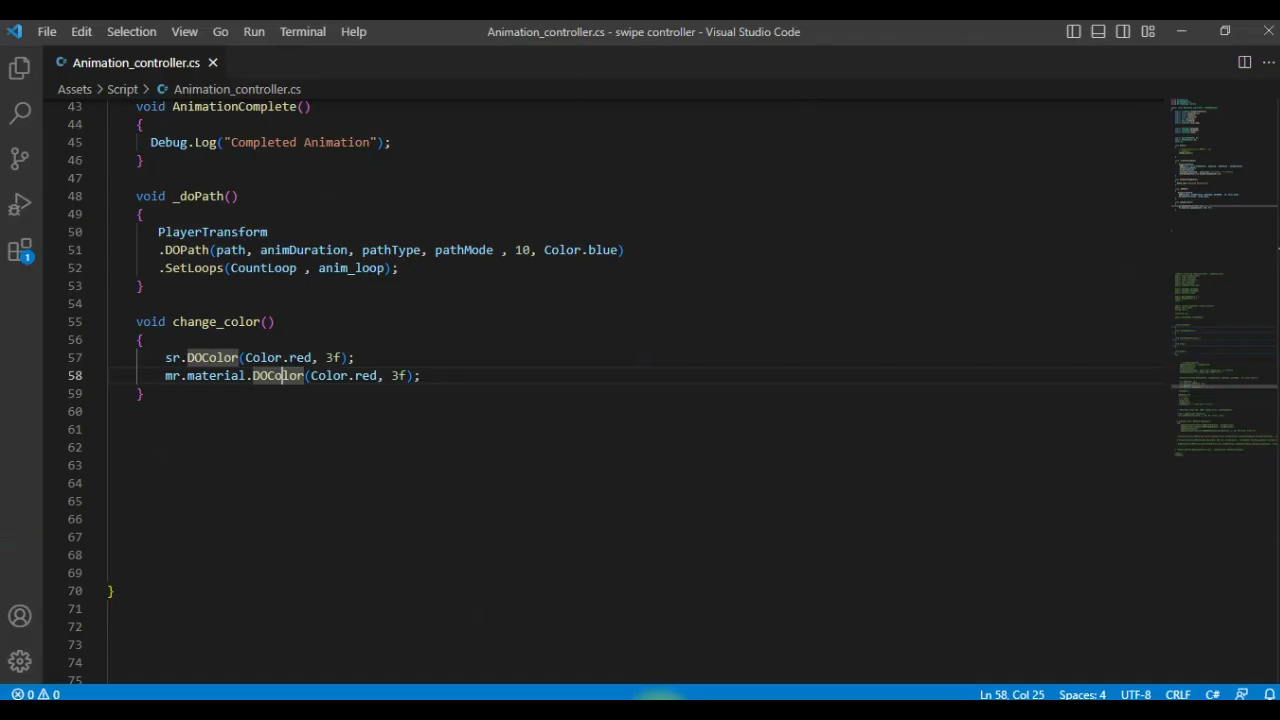 File Edit Selection View Go Run Terminal Help Animation_controller.cs - swipe controller - Visual Studio Code
Animation_controller.cs
Assets > Script > Animation_controller.cs
43 void AnimationComplete()
44 {
45 Debug.Log("Completed Animation");
46 }
47
48 void _doPath()
49 {
50 PlayerTransform
51 .DOPath(path, animDuration, pathType, pathMode , 10, Color.blue)
52 .SetLoops(CountLoop , anim_loop);
53 }
54
55 void change_color()
56 {
57 sr.DOColor(Color.red, 3f);
58 mr.material.DOColor(Color.red, 3f);
59 }
60
61
62
63
64
65
66
67
68
69
70 }
71
72
73
74
75
1
0 0 Ln 58, Col 25 Spaces: 4 UTF-8 CRLF C#